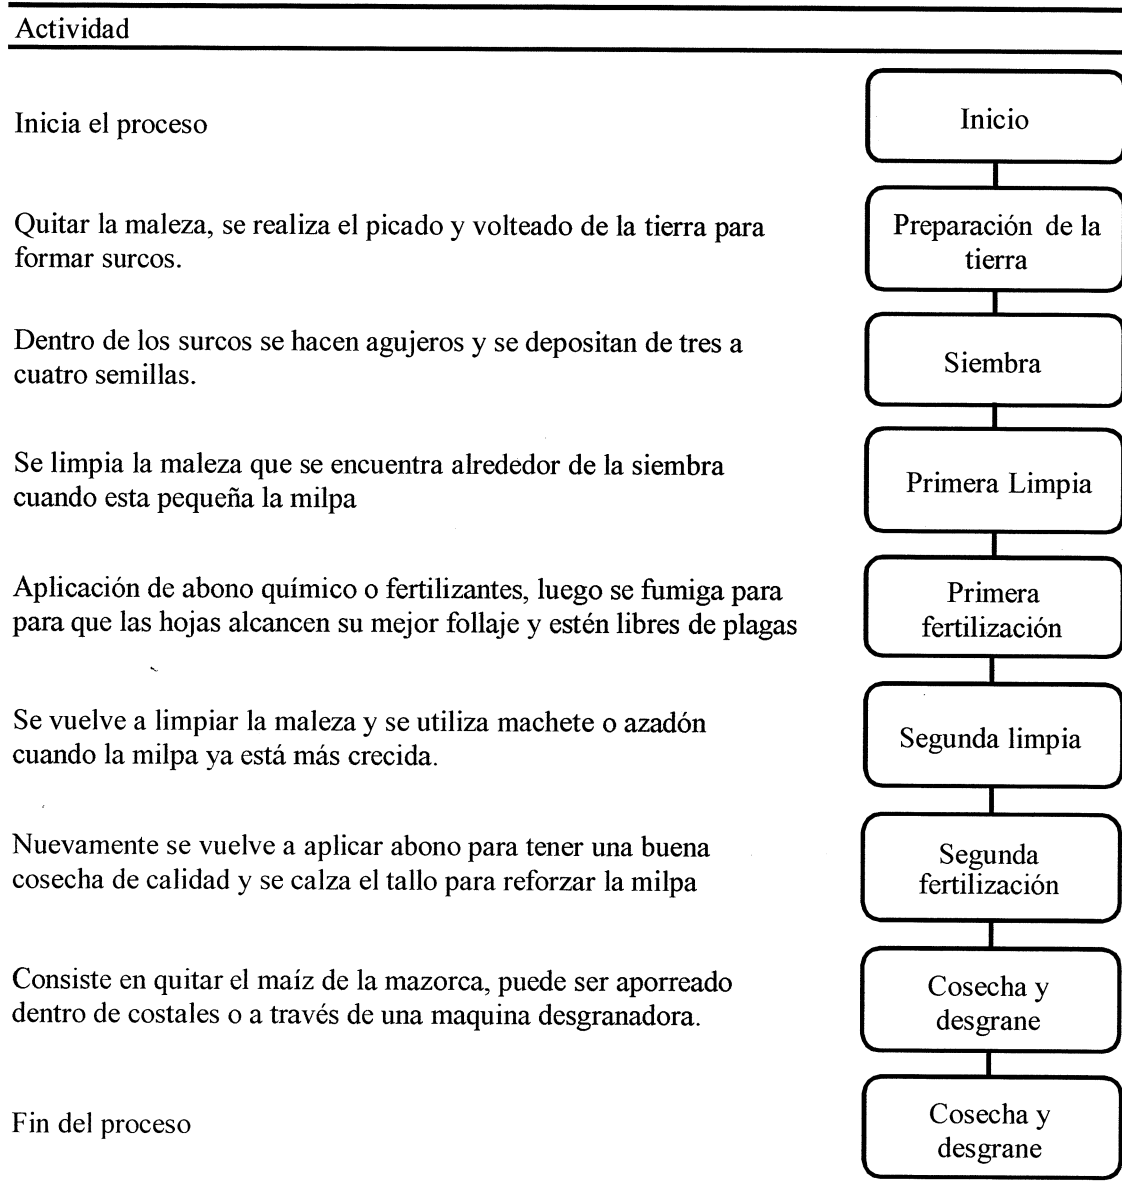 Actividad
Inicia el proceso
Inicio
Quitar la maleza, se realiza el picado y volteado de la tierra para
formar surcos.
Preparación de la
tierra
Dentro de los surcos se hacen agujeros y se depositan de tres a
cuatro semillas.
Siembra
Se limpia la maleza que se encuentra alrededor de la siembra
cuando esta pequeña la milpa
Primera Limpia
Aplicación de abono químico o fertilizantes, luego se fumiga para
para que las hojas alcancen su mejor follaje y estén libres de plagas
Primera
fertilización
Se vuelve a limpiar la maleza y se utiliza machete o azadón
cuando la milpa ya está más crecida.
Segunda limpia
Nuevamente se vuelve a aplicar abono para tener una buena
cosecha de calidad y se calza el tallo para reforzar la milpa
Segunda
fertilización
Consiste en quitar el maíz de la mazorca, puede ser aporreado
dentro de costales o a través de una maquina desgranadora.
Cosecha y
desgrane
Fin del proceso
Cosecha y
desgrane